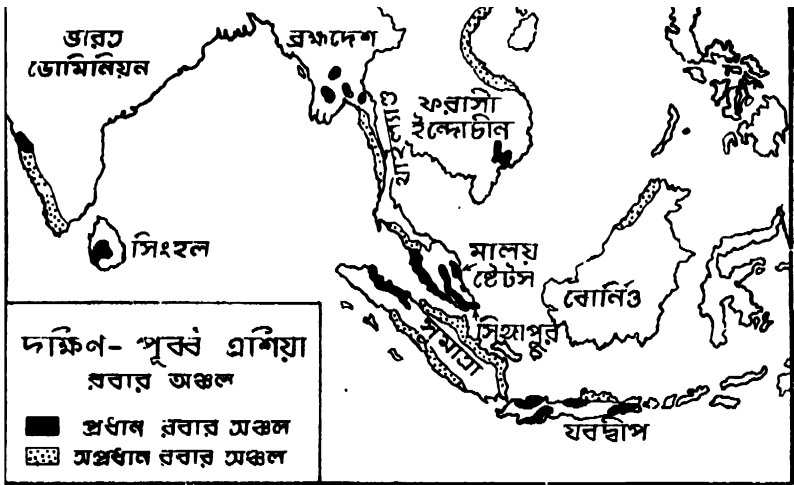 ভারত
ডোমিনিয়ন
ব্রহ্মদেশ
ফরাসী
ইন্দোচীন
থাইল্যাণ্ড
সিংহল
মালয়
ষ্টেটস
সিঙ্গাপুর
বোর্নিও
সুমাত্রা
যবদ্বীপ
দক্ষিণ-পূর্ব্ব এশিয়া
রবার অঞ্চল
প্রধান রবার অঞ্চল
অপ্রধান রবার অঞ্চল